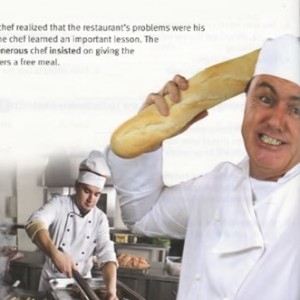 chef realized that the restaurant's problems were his
e chef learned an important lesson. The
enerous chef insisted on giving the
ers a free meal.